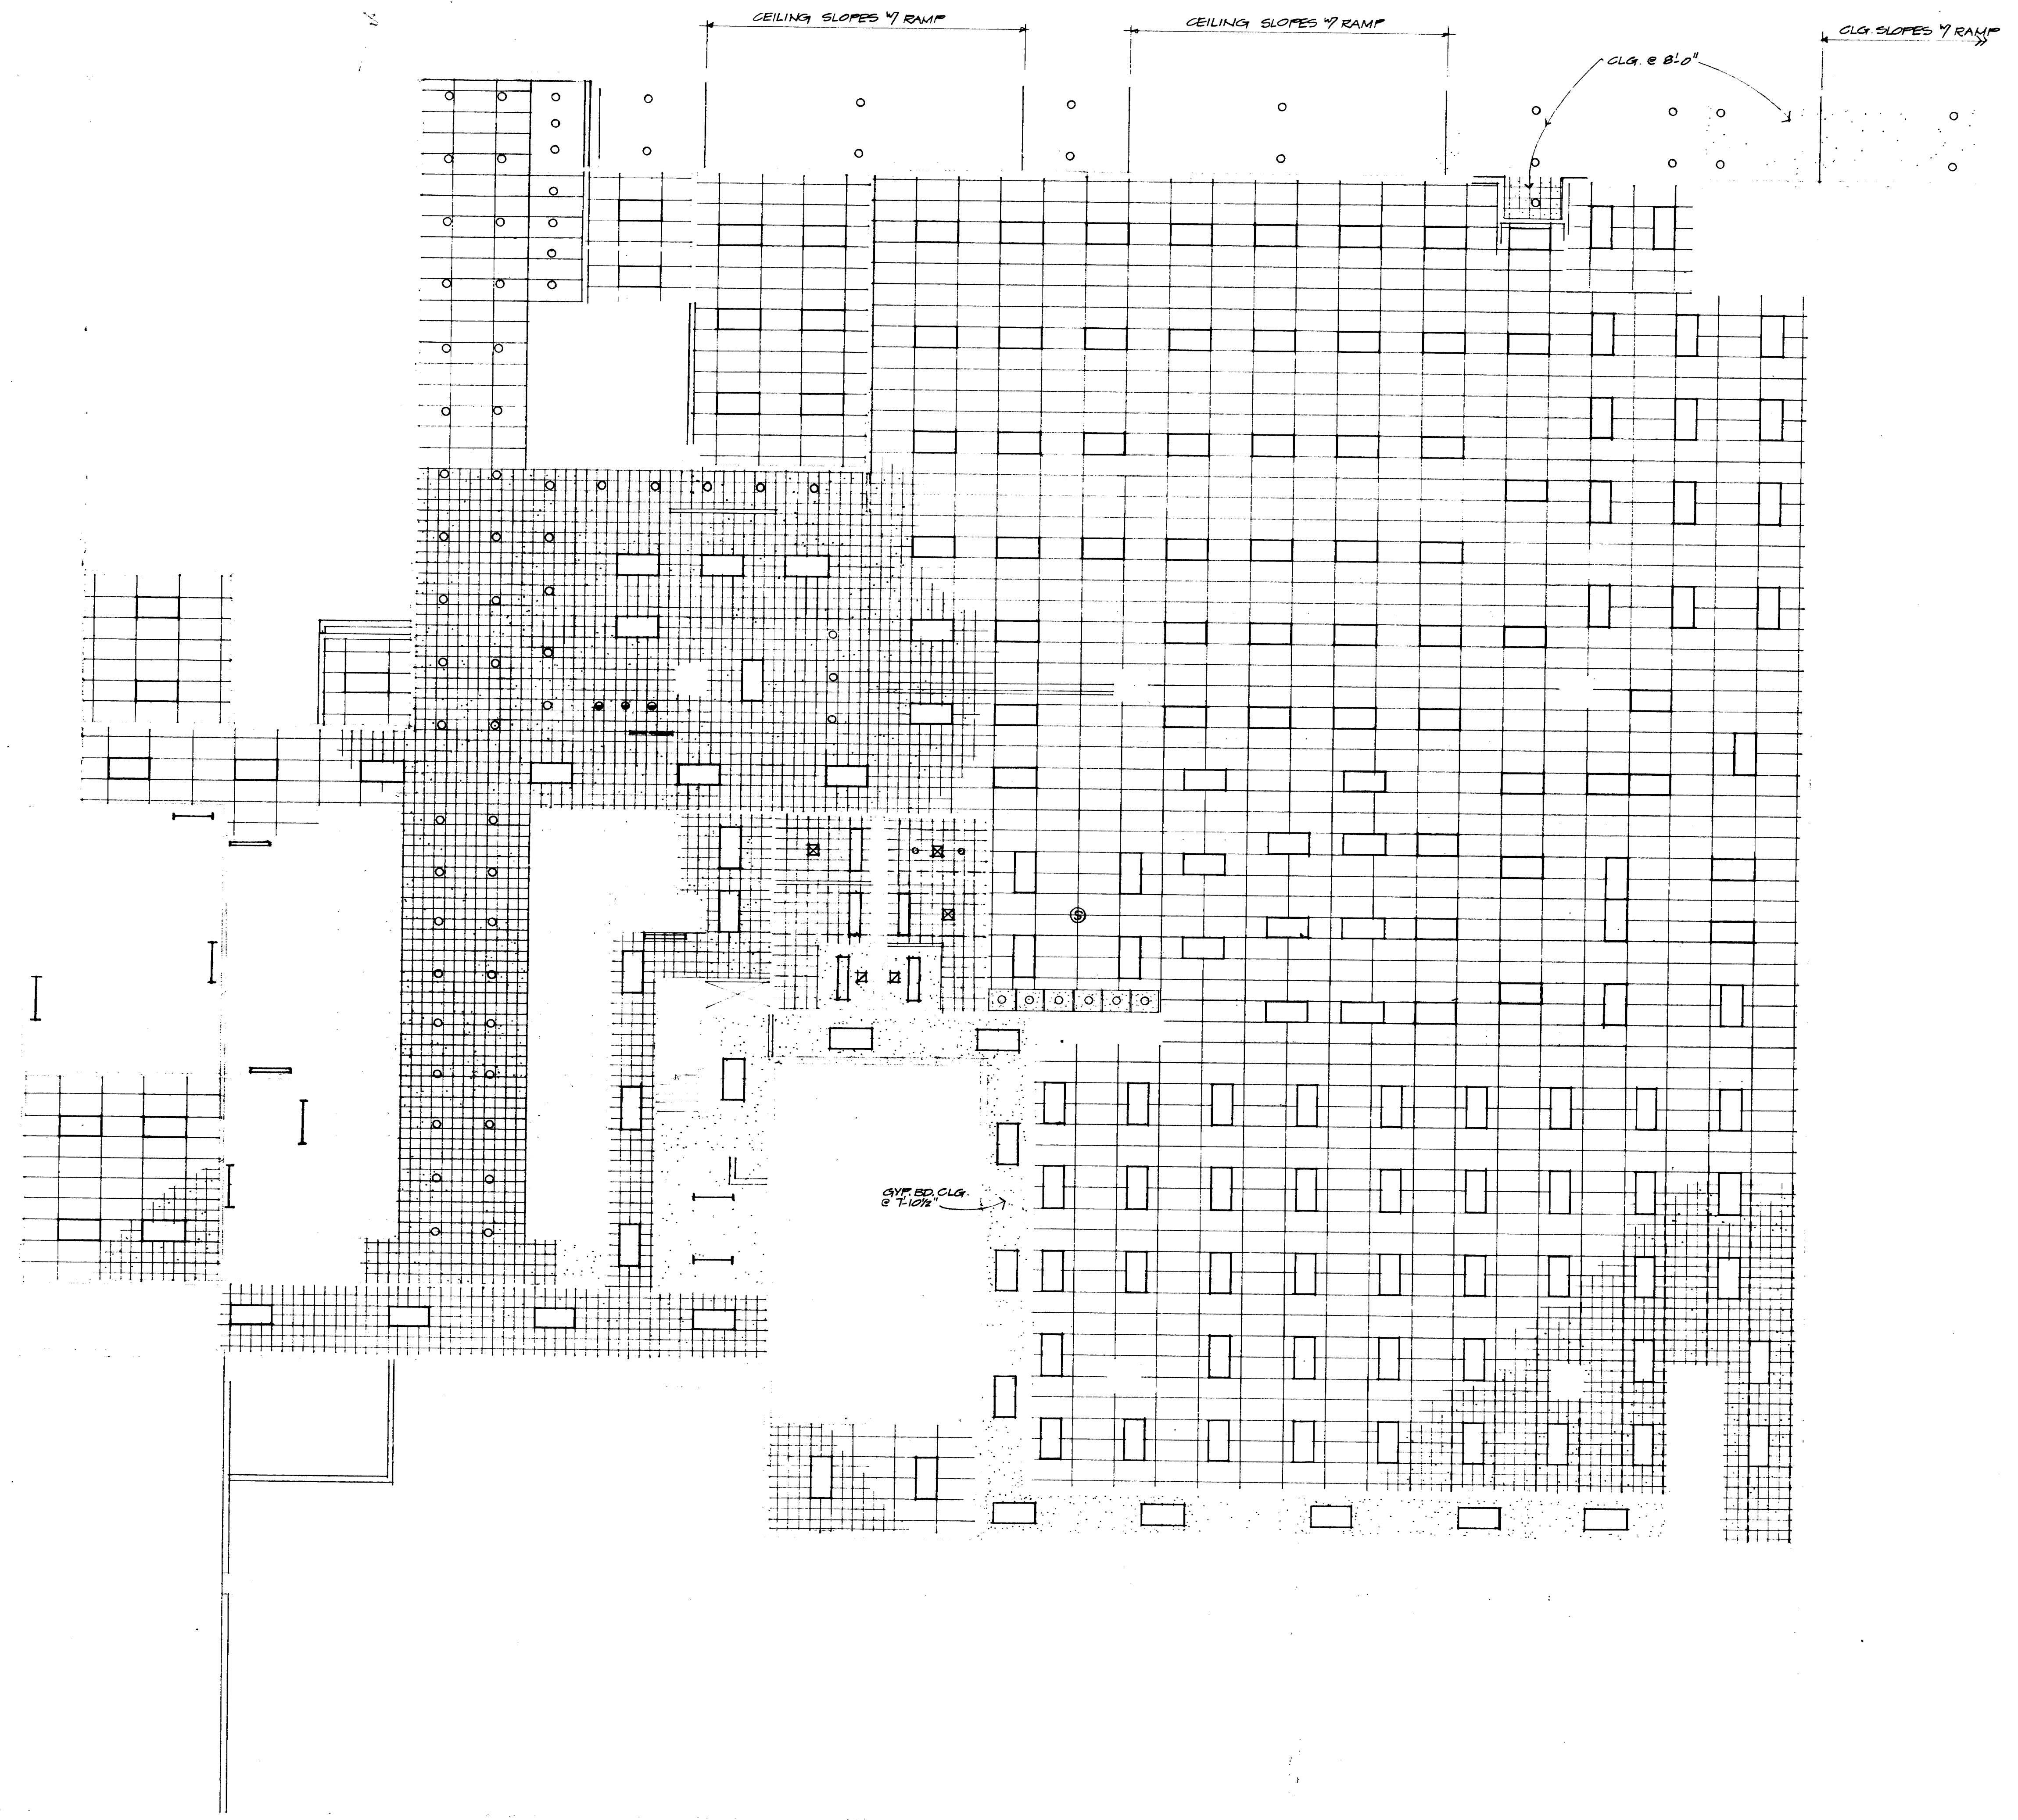 CEILING SLOPES W/ RAMP
CEILING SLOPES W/ RAMP
CLG. SLOPES W/ RAMP
CLG. @ 8'-0"
S
GYP. BD. CLG.
@ 7'-10½"